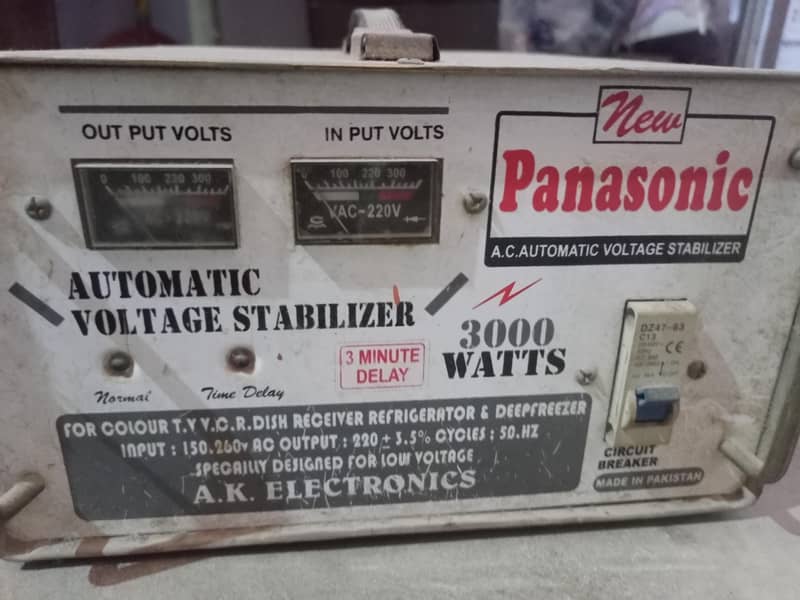 OUT PUT VOLTS
IN PUT VOLTS
0 100 220 300
0 100 220 300
VAC~220V
New
Panasonic
A.C.AUTOMATIC VOLTAGE STABILIZER
AUTOMATIC
VOLTAGE STABILIZER
3000
WATTS
3 MINUTE
DELAY
Normal
Time Delay
DZ47-63
C13
CE
FOR COLOUR T.V V.C.R.DISH RECEIVER REFRIGERATOR & DEEPFREEZER
INPUT : 150.260v AC OUTPUT : 220 ± 3.5% CYCLES : 50.HZ
SPECAILLY DESIGNED FOR LOW VOLTAGE
A.K. ELECTRONICS
CIRCUIT
BREAKER
MADE IN PAKISTAN